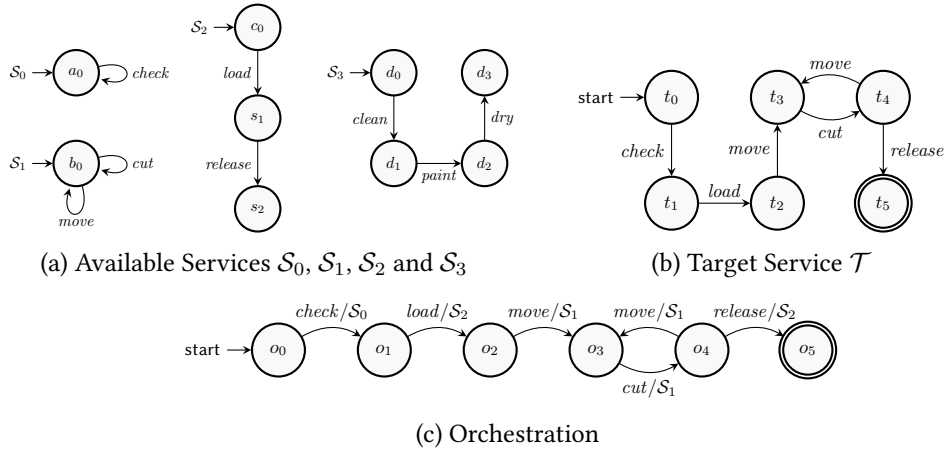 S₀ a₀ check
S₁ b₀ cut
move
S₂ c₀
load
s₁
release
s₂
S₃ d₀ d₃
clean dry
d₁ paint d₂
(a) Available Services S₀, S₁, S₂ and S₃
start t₀ t₃ move t₄
cut
check move release
t₁ load t₂ t₅
(b) Target Service T
check/S₀ load/S₂ move/S₁ move/S₁ release/S₂
start o₀ o₁ o₂ o₃ o₄ o₅
cut/S₁
(c) Orchestration